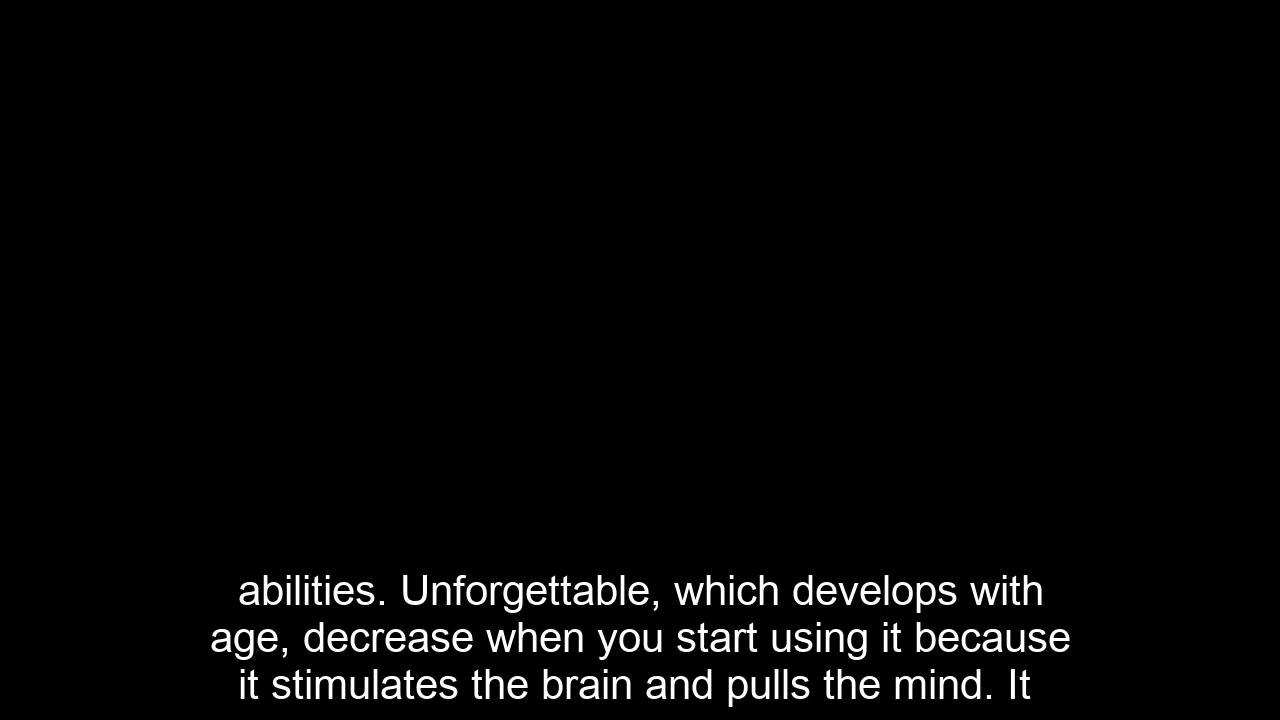 abilities. Unforgettable, which develops with
age, decrease when you start using it because
it stimulates the brain and pulls the mind. It